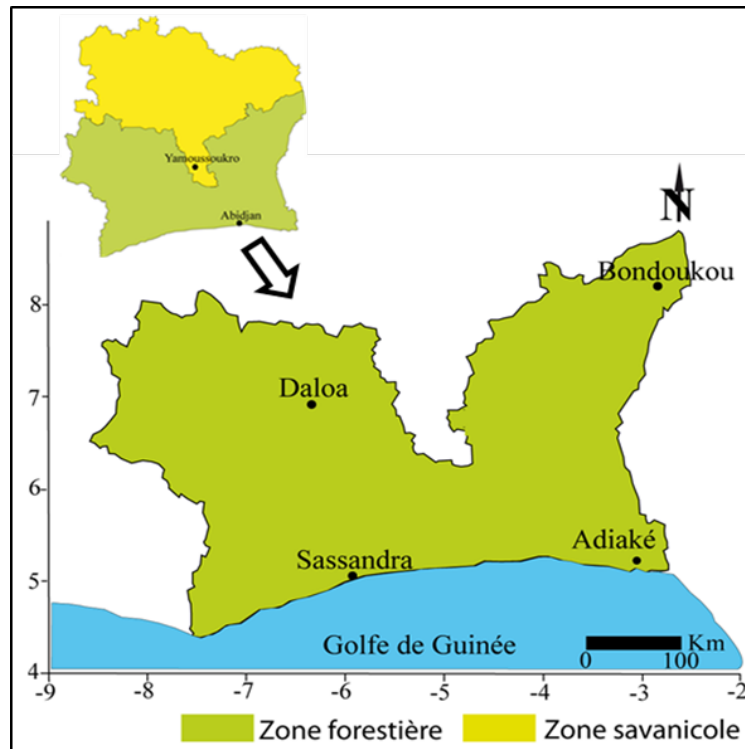 Yamoussoukro
Abidjan
N
Bondoukou
8
Daloa
7
6
Adiaké
Sassandra
5
Golfe de Guinée
Km
0 100
4
-9 -8 -7 -6 -5 -4 -3 -2
Zone forestière Zone savanicole